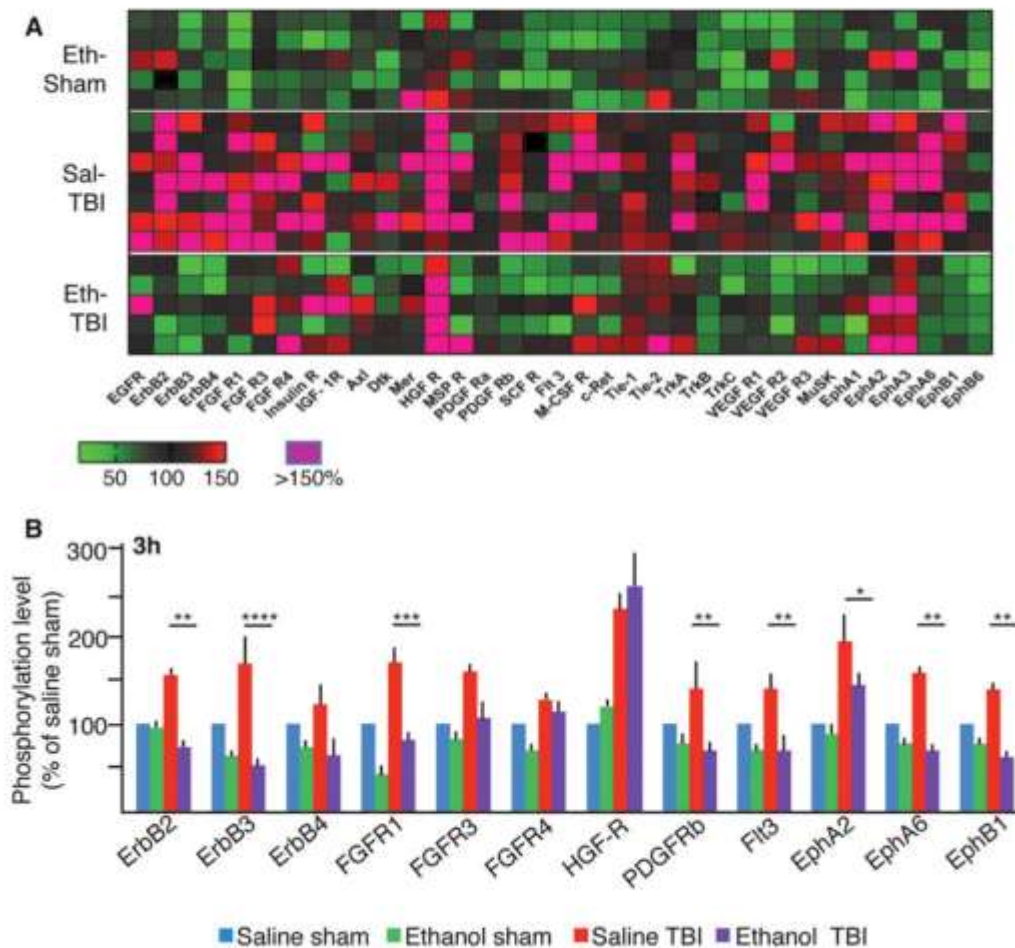 A
Eth-
Sham
Sal-
TBI
Eth-
TBI
EGFR
ErbB2
ErbB3
ErbB4
FGF R1
FGF R3
FGF R4
Insulin R
IGF- 1R
Axl
Dtk
Mer
HGF R
MSP R
PDGF Ra
PDGF Rb
SCF R
Flt 3
M-CSF R
c-Ret
Tie-1
Tie-2
TrkA
TrkB
TrkC
VEGF R1
VEGF R2
VEGF R3
MuSK
EphA1
EphA2
EphA3
EphA6
EphB1
EphB6
50 100 150 >150%
B
3h
300
200
100
Phosphorylation level
(% of saline sham)
** **** *** ** ** * ** **
ErbB2
ErbB3
ErbB4
FGFR1
FGFR3
FGFR4
HGF-R
PDGFRb
Flt3
EphA2
EphA6
EphB1
Saline sham Ethanol sham Saline TBI Ethanol TBI